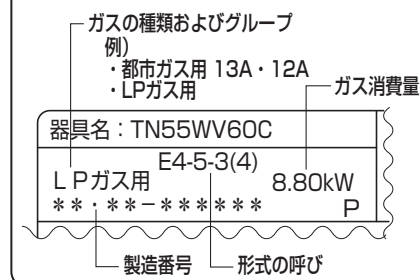 ガスの種類およびグループ
例)
・都市ガス用 13A・12A
・LPガス用
ガス消費量
器具名：TN55WV60C
E4-5-3(4)
LPガス用
8.80kW
＊＊・＊＊－＊＊＊＊＊＊
P
製造番号
形式の呼び